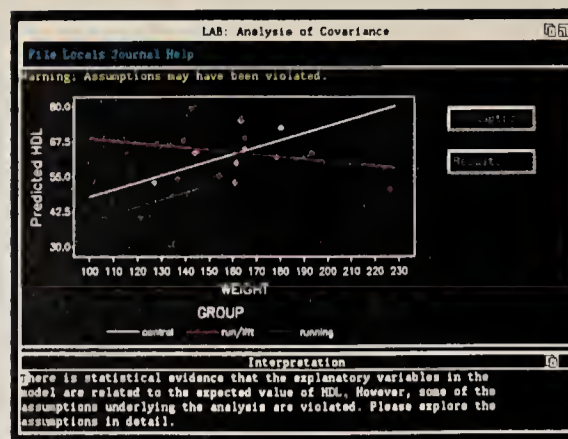 LAB: Analysis of Covariance
File Locals Journal Help
Warning: Assumptions may have been violated.
80.0
67.5
55.0
42.5
30.0
Predicted HDL
100 110 120 130 140 150 160 170 180 190 200 210 220 230
WEIGHT
GROUP
control run/lift running
Interpretation
There is statistical evidence that the explanatory variables in the
model are related to the expected value of HDL. However, some of the
assumptions underlying the analysis are violated. Please explore the
assumptions in detail.